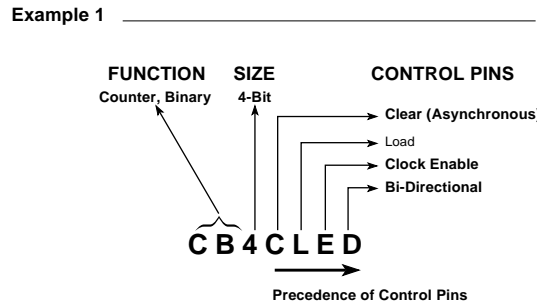 Example 1
FUNCTION SIZE CONTROL PINS
Counter, Binary 4-Bit
Clear (Asynchronous)
Load
Clock Enable
Bi-Directional
C B 4 C L E D
Precedence of Control Pins